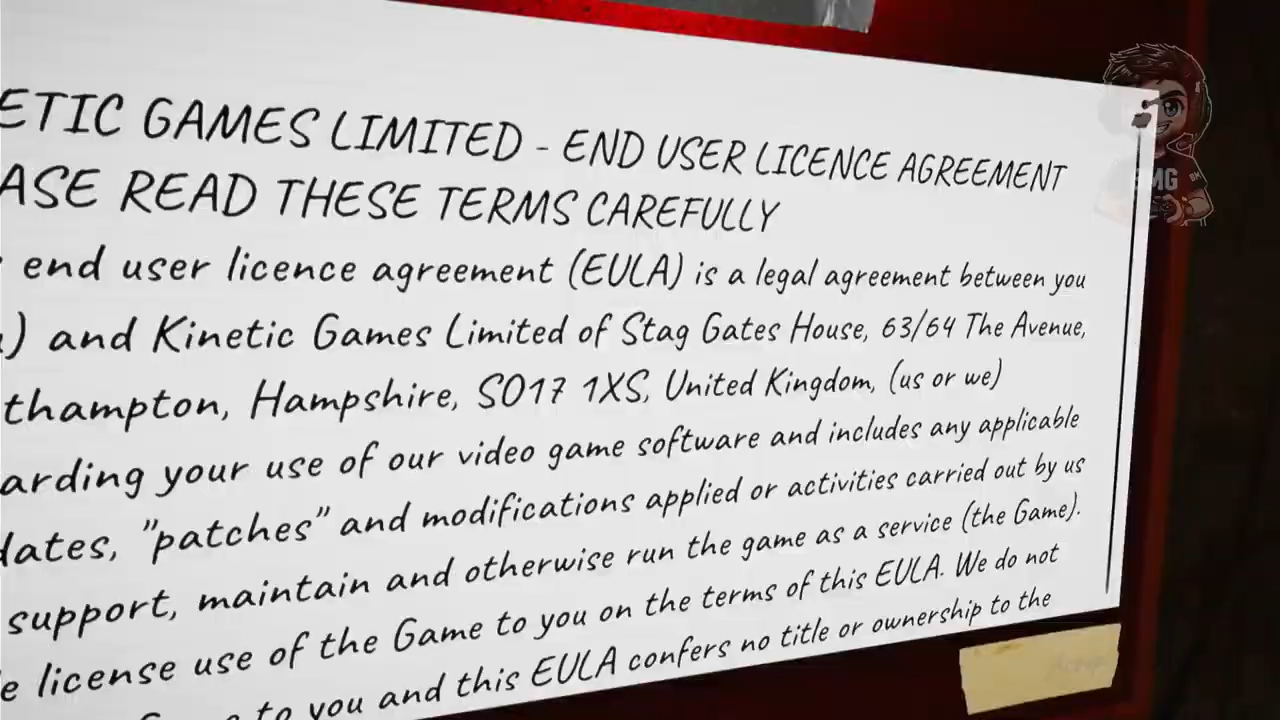 ETIC GAMES LIMITED - END USER LICENCE AGREEMENT
ASE READ THESE TERMS CAREFULLY
end user licence agreement (EULA) is a legal agreement between you
) and Kinetic Games Limited of Stag Gates House, 63/64 The Avenue,
thampton, Hampshire, SO17 1XS, United Kingdom, (us or we)
arding your use of our video game software and includes any applicable
dates, "patches" and modifications applied or activities carried out by us
support, maintain and otherwise run the game as a service (the Game).
e license use of the Game to you on the terms of this EULA. We do not
to you and this EULA confers no title or ownership to the